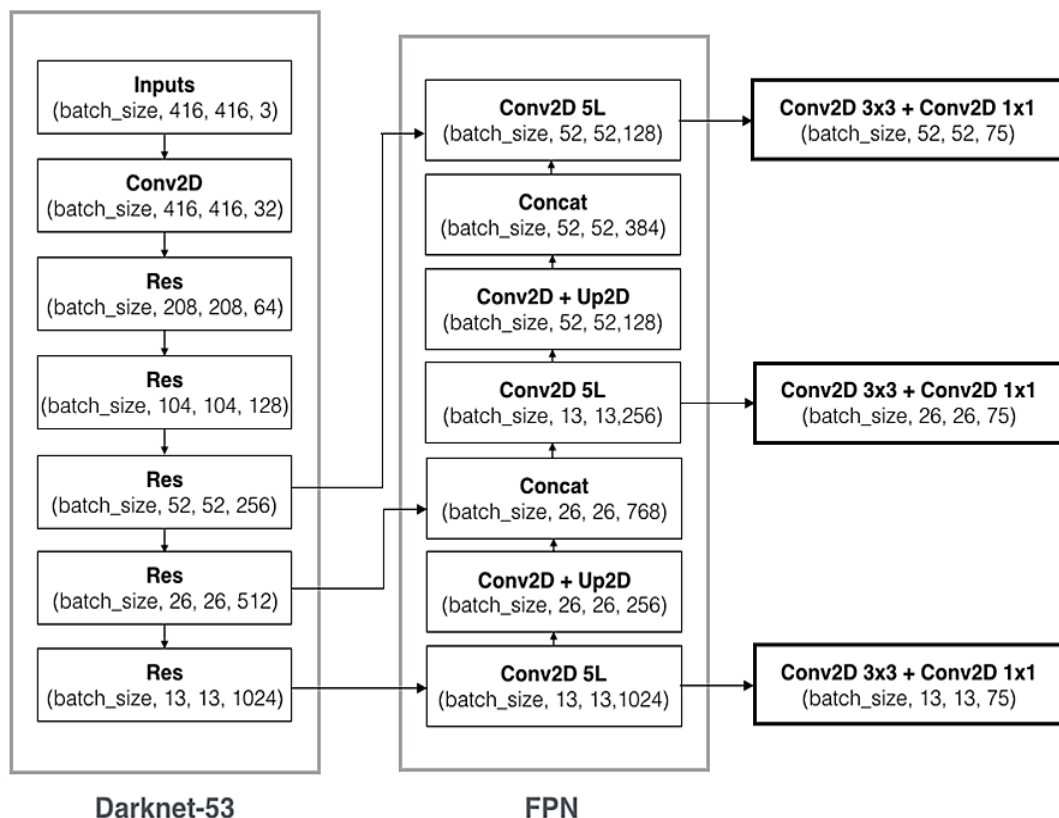 Inputs
(batch_size, 416, 416, 3)
Conv2D
(batch_size, 416, 416, 32)
Res
(batch_size, 208, 208, 64)
Res
(batch_size, 104, 104, 128)
Res
(batch_size, 52, 52, 256)
Res
(batch_size, 26, 26, 512)
Res
(batch_size, 13, 13, 1024)
Darknet-53
Conv2D 5L
(batch_size, 52, 52,128)
Concat
(batch_size, 52, 52, 384)
Conv2D + Up2D
(batch_size, 52, 52,128)
Conv2D 5L
(batch_size, 13, 13,256)
Concat
(batch_size, 26, 26, 768)
Conv2D + Up2D
(batch_size, 26, 26, 256)
Conv2D 5L
(batch_size, 13, 13,1024)
FPN
Conv2D 3x3 + Conv2D 1x1
(batch_size, 52, 52, 75)
Conv2D 3x3 + Conv2D 1x1
(batch_size, 26, 26, 75)
Conv2D 3x3 + Conv2D 1x1
(batch_size, 13, 13, 75)